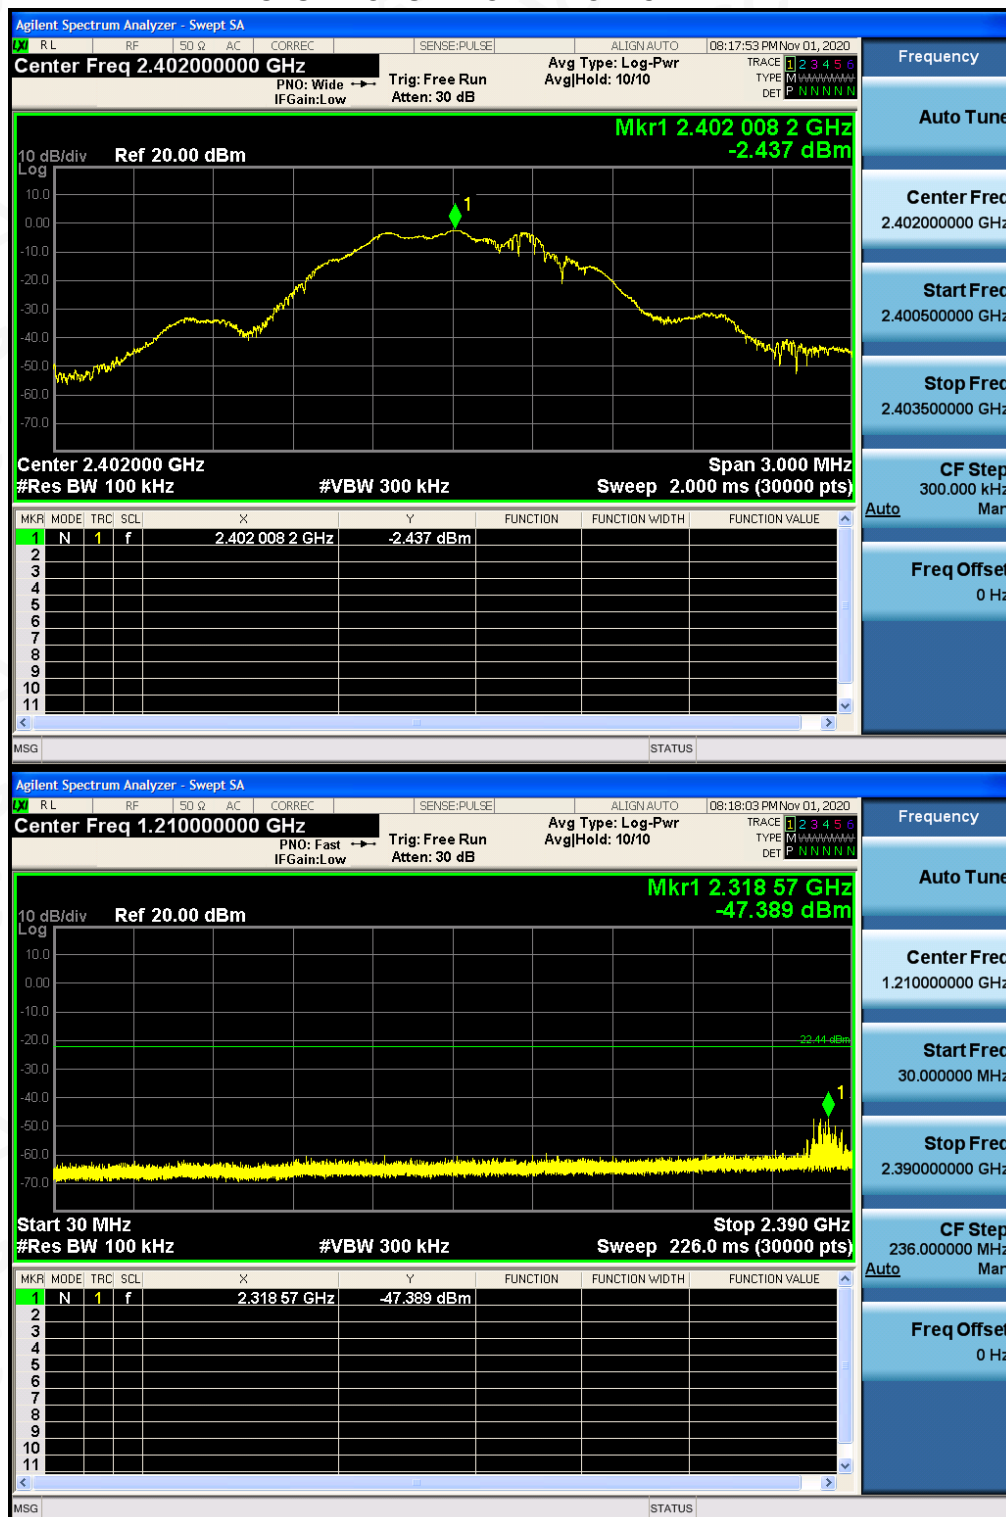 Agilent Spectrum Analyzer - Swept SA
LXI RL RF 50 Ω AC CORREC SENSE:PULSE ALIGN AUTO 08:17:53 PM Nov 01, 2020
Center Freq 2.402000000 GHz
PNO: Wide
IFGain:Low
Trig: Free Run
Atten: 30 dB
Avg Type: Log-Pwr
Avg|Hold: 10/10
TRACE 1 2 3 4 5 6
TYPE M
DET P N N N N N
Mkr1 2.402 008 2 GHz
-2.437 dBm
10 dB/div Ref 20.00 dBm
Log
10.0
0.00
-10.0
-20.0
-30.0
-40.0
-50.0
-60.0
-70.0
1
Center 2.402000 GHz Span 3.000 MHz
#Res BW 100 kHz #VBW 300 kHz Sweep 2.000 ms (30000 pts)
MKR MODE TRC SCL X Y FUNCTION FUNCTION WIDTH FUNCTION VALUE
1 N 1 f 2.402 008 2 GHz -2.437 dBm
2
3
4
5
6
7
8
9
10
11
MSG STATUS
Frequency
Auto Tune
Center Freq
2.402000000 GHz
Start Freq
2.400500000 GHz
Stop Freq
2.403500000 GHz
CF Step
300.000 kHz
Auto Man
Freq Offset
0 Hz
Agilent Spectrum Analyzer - Swept SA
LXI RL RF 50 Ω AC CORREC SENSE:PULSE ALIGN AUTO 08:18:03 PM Nov 01, 2020
Center Freq 1.210000000 GHz
PNO: Fast
IFGain:Low
Trig: Free Run
Atten: 30 dB
Avg Type: Log-Pwr
Avg|Hold: 10/10
TRACE 1 2 3 4 5 6
TYPE M
DET P N N N N N
Mkr1 2.318 57 GHz
-47.389 dBm
10 dB/div Ref 20.00 dBm
Log
10.0
0.00
-10.0
-20.0
-30.0
-40.0
-50.0
-60.0
-70.0
-22.44 dBm
1
Start 30 MHz Stop 2.390 GHz
#Res BW 100 kHz #VBW 300 kHz Sweep 226.0 ms (30000 pts)
MKR MODE TRC SCL X Y FUNCTION FUNCTION WIDTH FUNCTION VALUE
1 N 1 f 2.318 57 GHz -47.389 dBm
2
3
4
5
6
7
8
9
10
11
MSG STATUS
Frequency
Auto Tune
Center Freq
1.210000000 GHz
Start Freq
30.000000 MHz
Stop Freq
2.390000000 GHz
CF Step
236.000000 MHz
Auto Man
Freq Offset
0 Hz